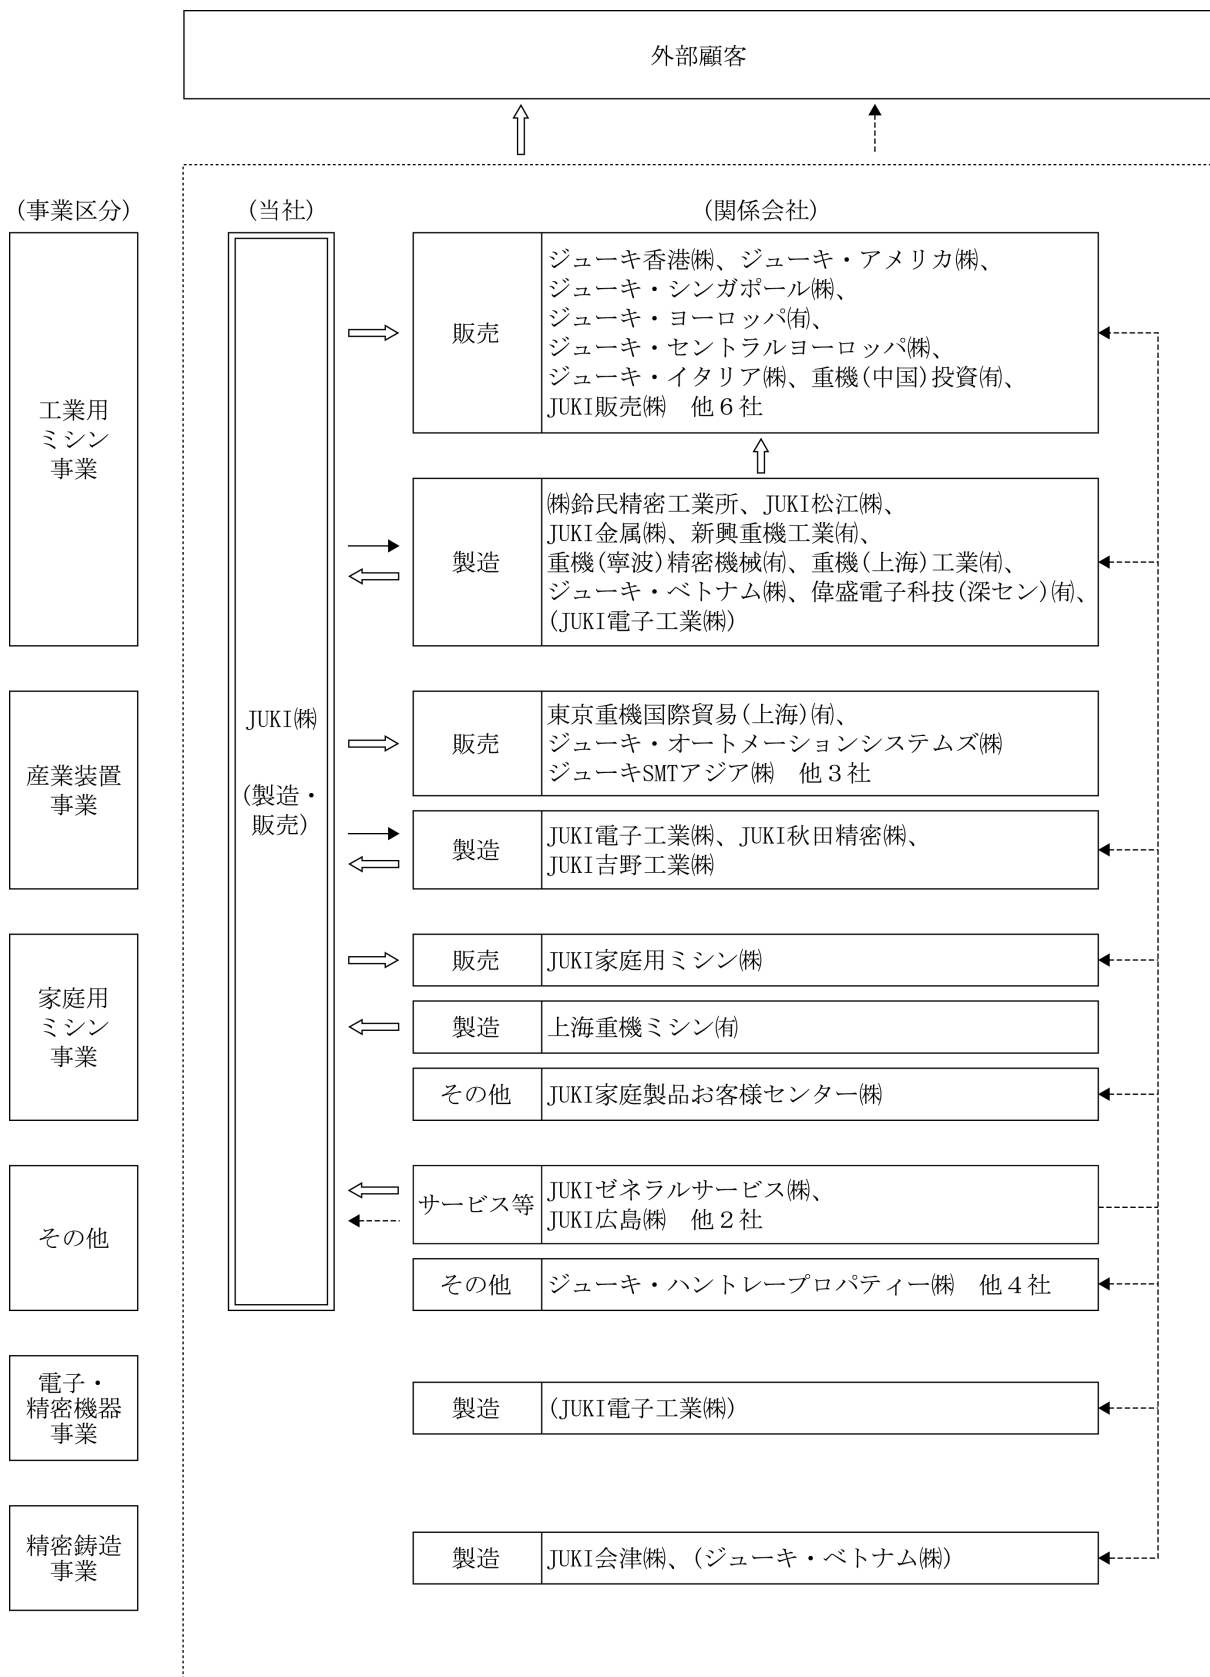 外部顧客
(事業区分)
(当社)
(関係会社)
工業用
ミシン
事業
JUKI㈱
(製造・
販売)
販売
ジューキ香港㈱、ジューキ・アメリカ㈱、
ジューキ・シンガポール㈱、
ジューキ・ヨーロッパ㈲、
ジューキ・セントラルヨーロッパ㈱、
ジューキ・イタリア㈱、重機(中国)投資㈲、
JUKI販売㈱　他6社
製造
㈱鈴民精密工業所、JUKI松江㈱、
JUKI金属㈱、新興重機工業㈲、
重機(寧波)精密機械㈲、重機(上海)工業㈲、
ジューキ・ベトナム㈱、偉盛電子科技(深セン)㈲、
(JUKI電子工業㈱)
産業装置
事業
販売
東京重機国際貿易(上海)㈲、
ジューキ・オートメーションシステムズ㈱
ジューキSMTアジア㈱　他3社
製造
JUKI電子工業㈱、JUKI秋田精密㈱、
JUKI吉野工業㈱
家庭用
ミシン
事業
販売
JUKI家庭用ミシン㈱
製造
上海重機ミシン㈲
その他
JUKI家庭製品お客様センター㈱
その他
サービス等
JUKIゼネラルサービス㈱、
JUKI広島㈱　他2社
その他
ジューキ・ハントレープロパティー㈱　他4社
電子・
精密機器
事業
製造
(JUKI電子工業㈱)
精密鋳造
事業
製造
JUKI会津㈱、(ジューキ・ベトナム㈱)